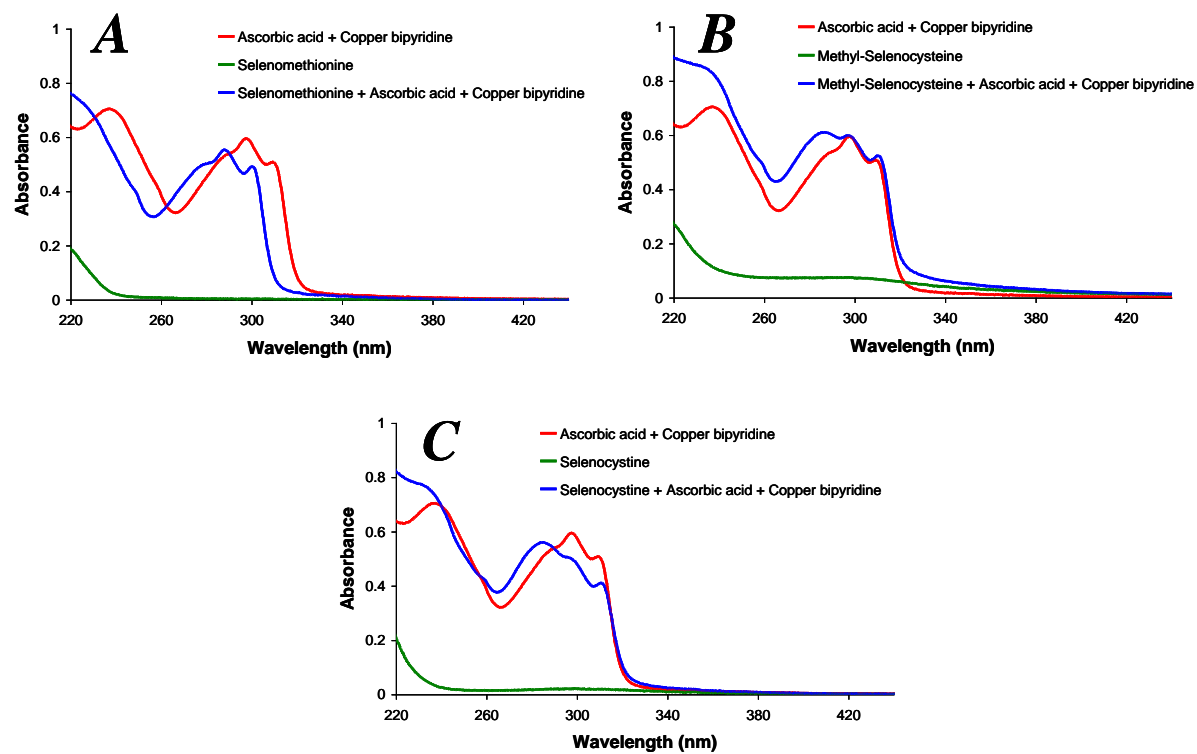 A
Ascorbic acid + Copper bipyridine
Selenomethionine
Selenomethionine + Ascorbic acid + Copper bipyridine
1
0.8
0.6
0.4
0.2
0
Absorbance
220 260 300 340 380 420
Wavelength (nm)
B
Ascorbic acid + Copper bipyridine
Methyl-Selenocysteine
Methyl-Selenocysteine + Ascorbic acid + Copper bipyridine
1
0.8
0.6
0.4
0.2
0
Absorbance
220 260 300 340 380 420
Wavelength (nm)
C
Ascorbic acid + Copper bipyridine
Selenocystine
Selenocystine + Ascorbic acid + Copper bipyridine
1
0.8
0.6
0.4
0.2
0
Absorbance
220 260 300 340 380 420
Wavelength (nm)